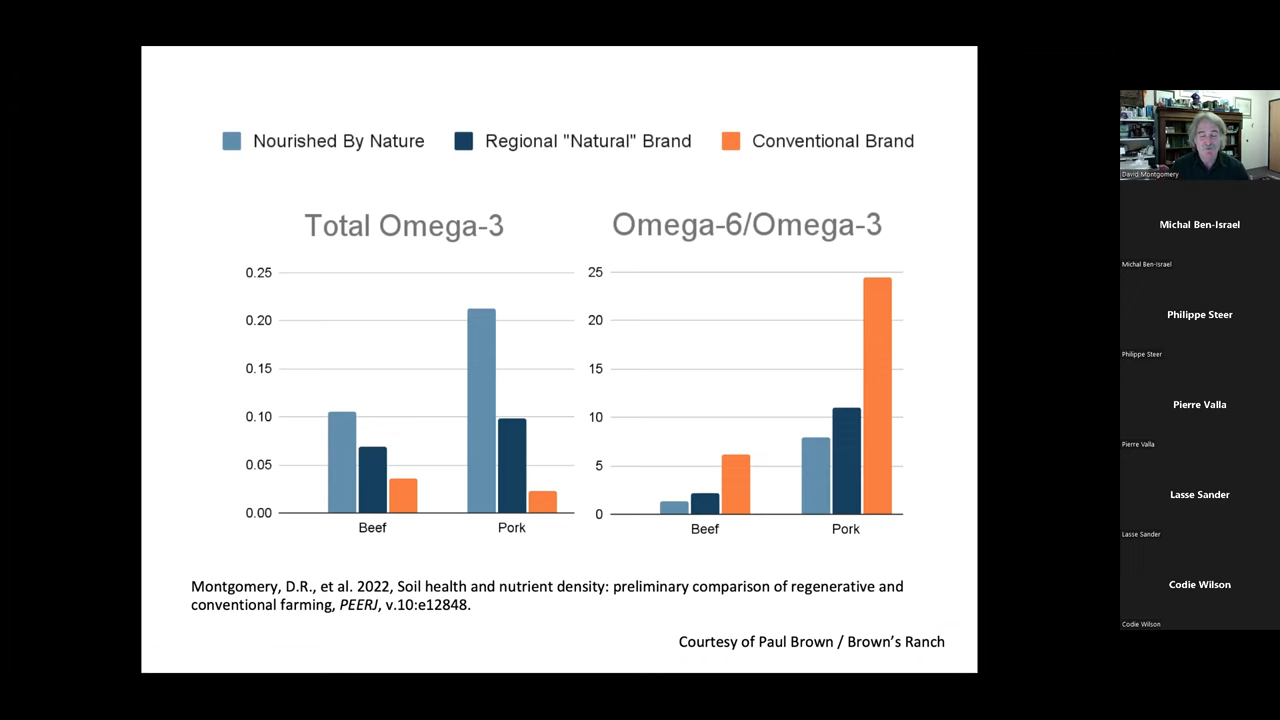 Nourished By Nature
Regional "Natural" Brand
Conventional Brand
Total Omega-3
0.25
0.20
0.15
0.10
0.05
0.00
Beef
Pork
Omega-6/Omega-3
25
20
15
10
5
0
Beef
Pork
Montgomery, D.R., et al. 2022, Soil health and nutrient density: preliminary comparison of regenerative and
conventional farming, PEERJ, v.10:e12848.
Courtesy of Paul Brown / Brown’s Ranch
David Montgomery
Michal Ben-Israel
Michal Ben-Israel
Philippe Steer
Philippe Steer
Pierre Valla
Pierre Valla
Lasse Sander
Lasse Sander
Codie Wilson
Codie Wilson